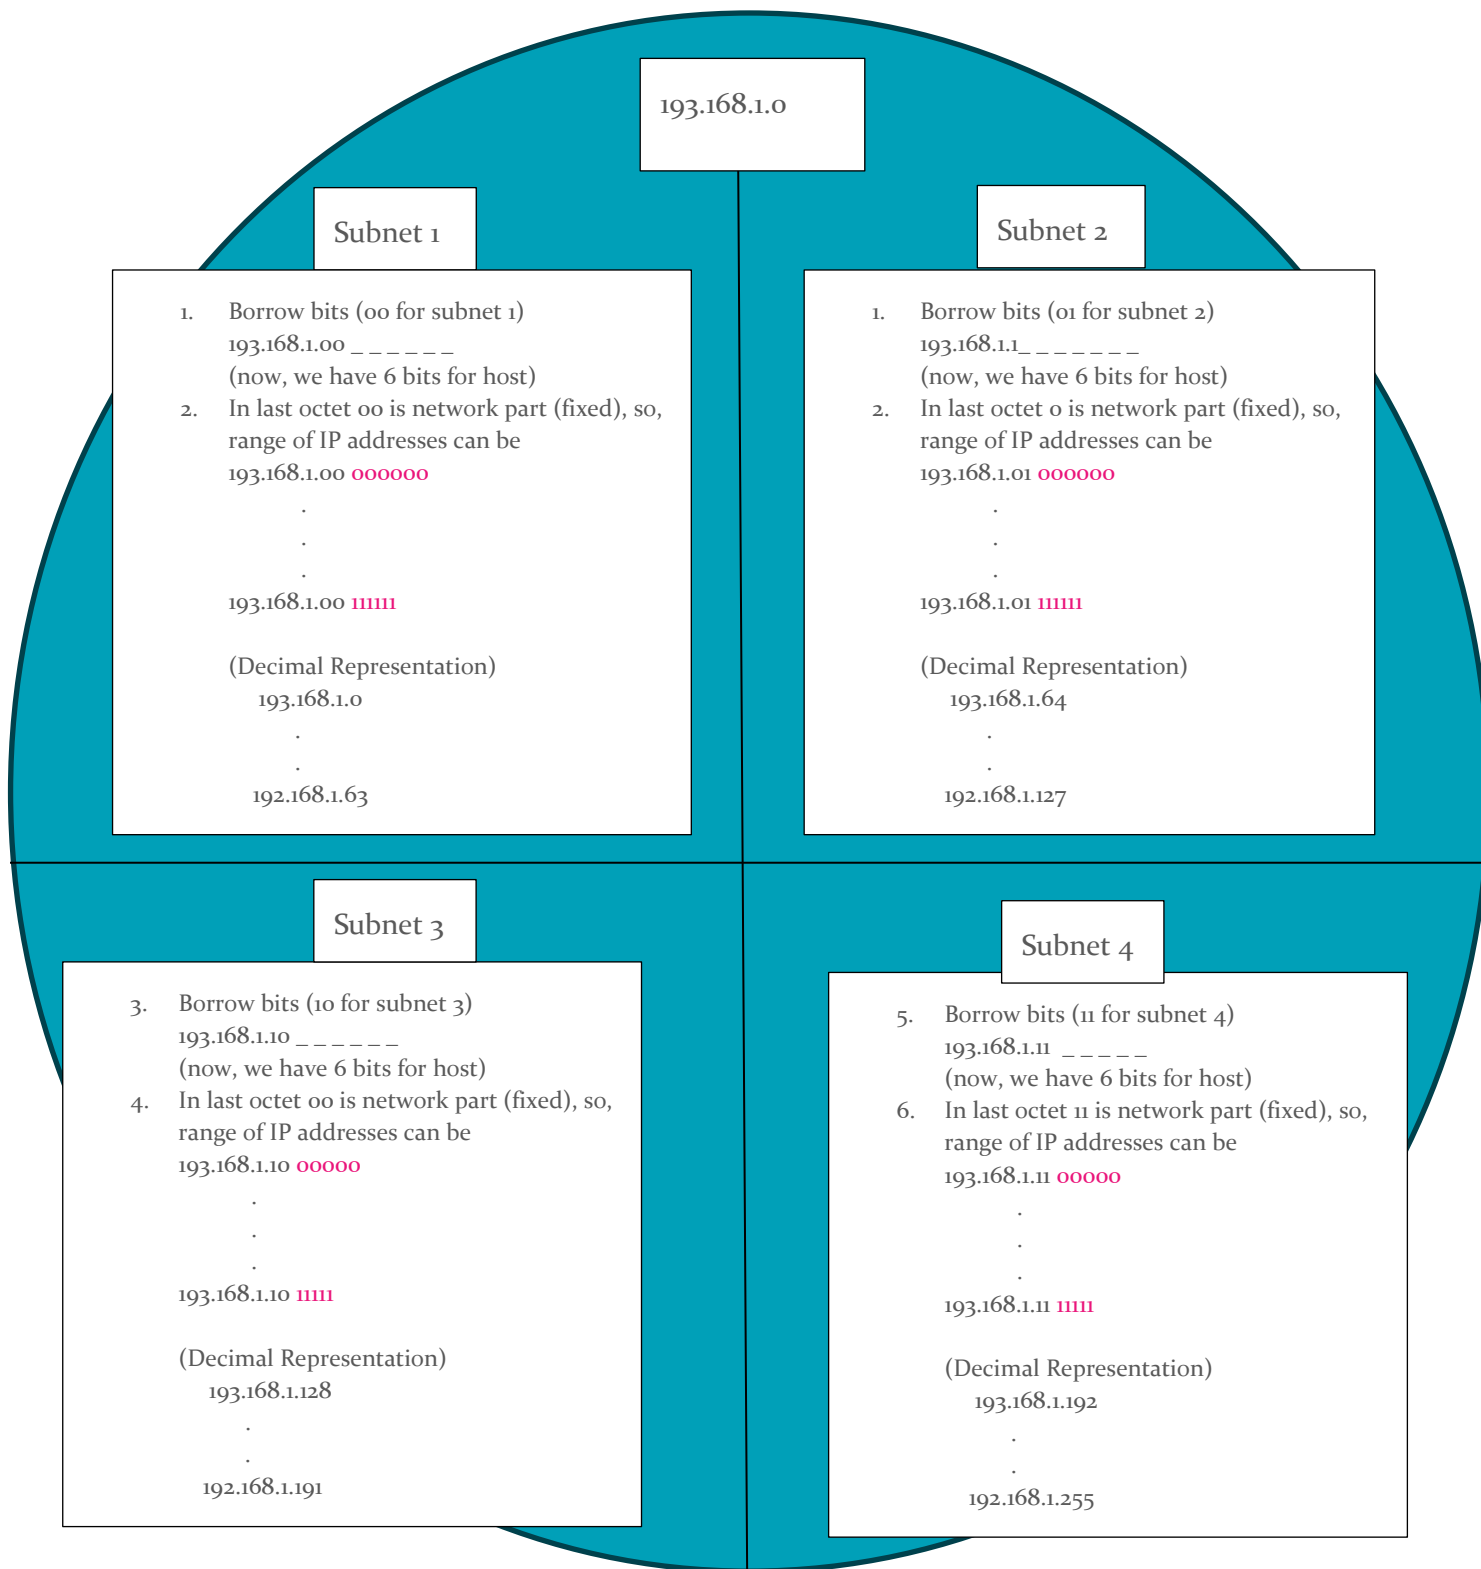 193.168.1.0
Subnet 1
1. Borrow bits (00 for subnet 1)
193.168.1.00 _ _ _ _ _ _
(now, we have 6 bits for host)
2. In last octet 00 is network part (fixed), so,
range of IP addresses can be
193.168.1.00 000000
.
.
.
193.168.1.00 111111
(Decimal Representation)
193.168.1.0
.
.
192.168.1.63
Subnet 2
1. Borrow bits (01 for subnet 2)
193.168.1.1_ _ _ _ _ _ _
(now, we have 6 bits for host)
2. In last octet 0 is network part (fixed), so,
range of IP addresses can be
193.168.1.01 000000
.
.
.
193.168.1.01 111111
(Decimal Representation)
193.168.1.64
.
.
192.168.1.127
Subnet 3
3. Borrow bits (10 for subnet 3)
193.168.1.10 _ _ _ _ _ _
(now, we have 6 bits for host)
4. In last octet 00 is network part (fixed), so,
range of IP addresses can be
193.168.1.10 00000
.
.
.
193.168.1.10 11111
(Decimal Representation)
193.168.1.128
.
.
192.168.1.191
Subnet 4
5. Borrow bits (11 for subnet 4)
193.168.1.11 _ _ _ _ _
(now, we have 6 bits for host)
6. In last octet 11 is network part (fixed), so,
range of IP addresses can be
193.168.1.11 00000
.
.
.
193.168.1.11 11111
(Decimal Representation)
193.168.1.192
.
.
192.168.1.255